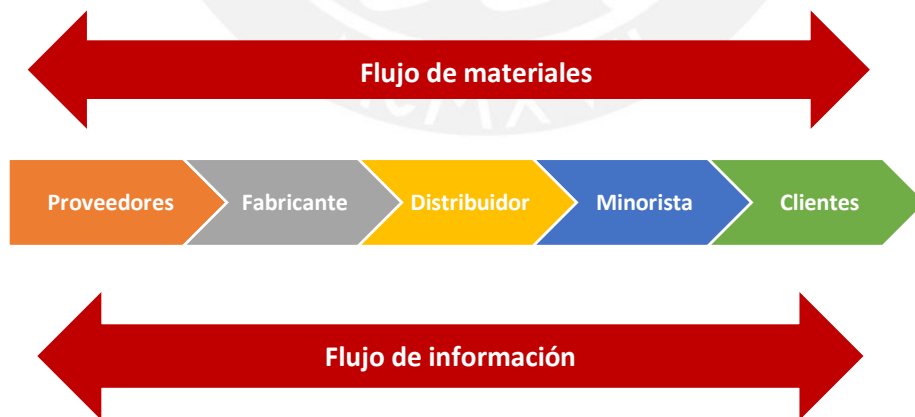 Flujo de materiales
Proveedores
Fabricante
Distribuidor
Minorista
Clientes
Flujo de información